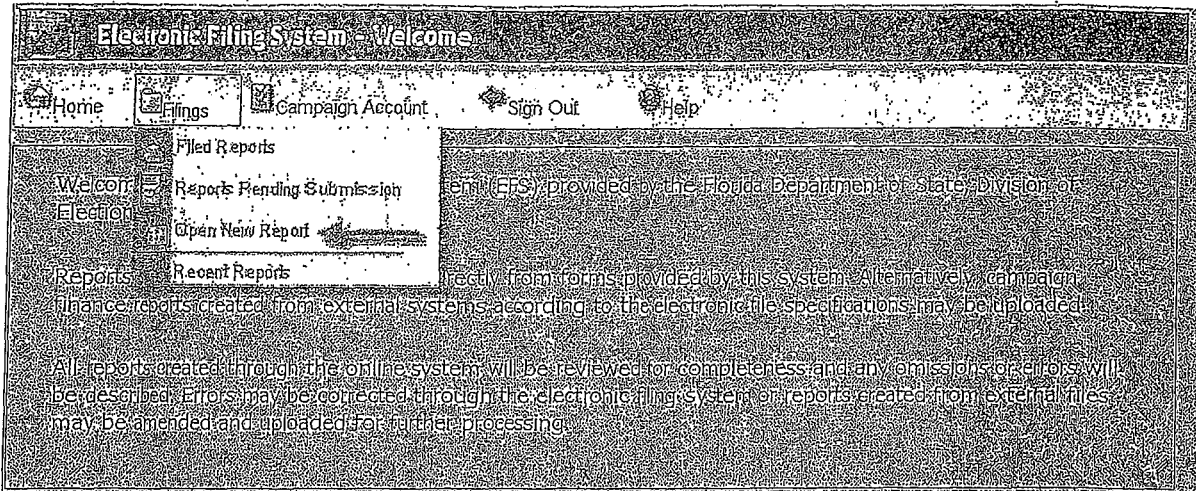 Electronic Filing System - Welcome
Home Filings Campaign Account Sign Out Help
Filed Reports
Reports Pending Submission
Open New Report
Recent Reports
Welcom em (EFS) provided by the Florida Department of State, Division of
Election
Reports rectly from forms provided by this system. Alternatively, campaign
finance reports created from external systems according to the electronic file specifications may be uploaded.
All reports created through the online system will be reviewed for completeness and any omissions or errors will
be described. Errors may be corrected through the electronic filing system or reports created from external files
may be amended and uploaded for further processing.